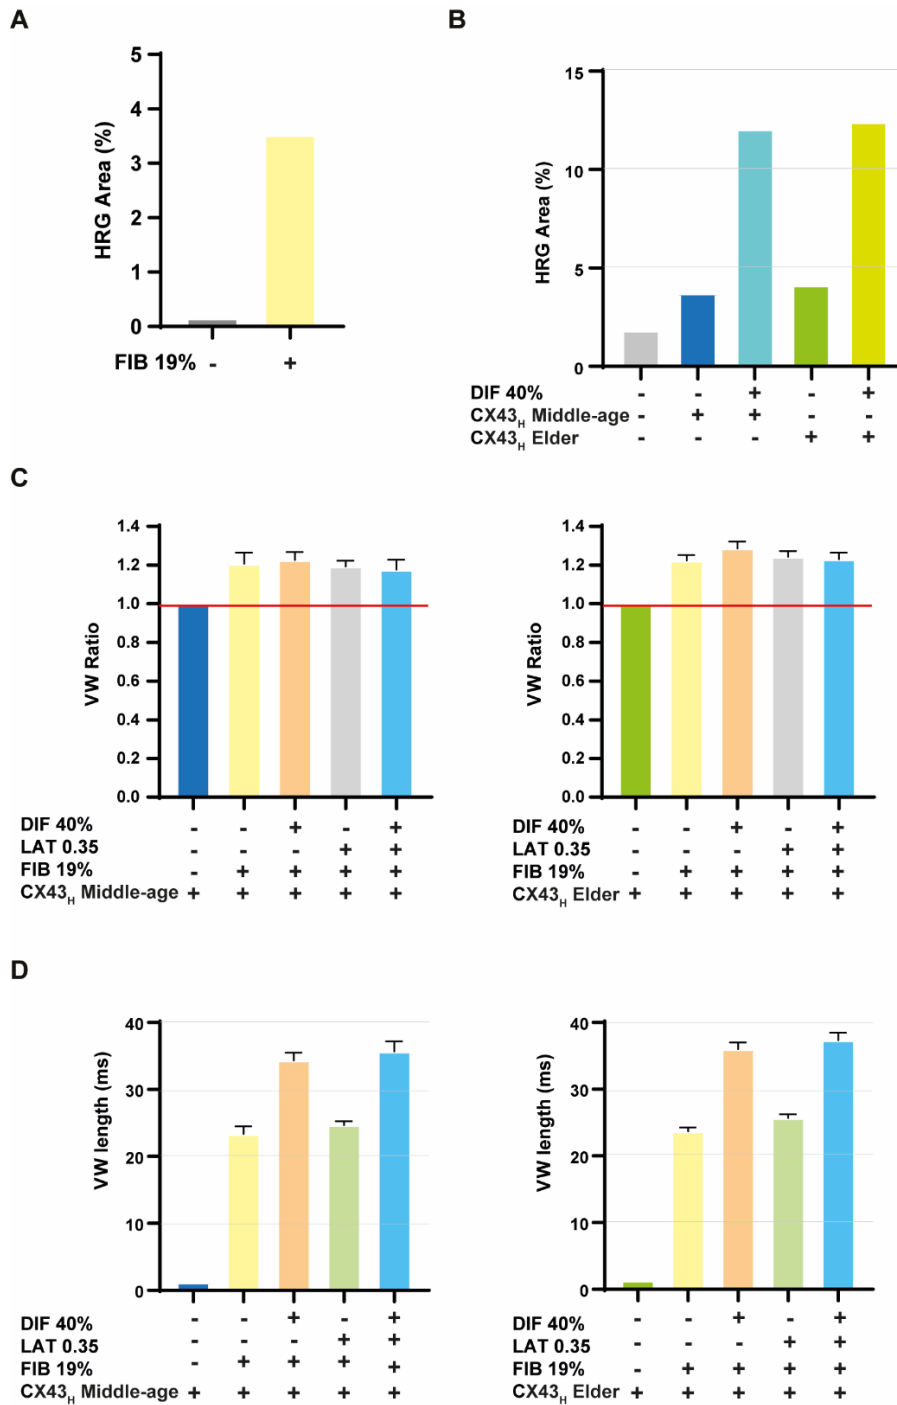 A
HRG Area (%)
5
4
3
2
1
0
FIB 19% - +
B
HRG Area (%)
15
10
5
0
DIF 40% - - + - +
CX43H Middle-age - + + - -
CX43H Elder - - - + +
C
VW Ratio
1.4
1.2
1.0
0.8
0.6
0.4
0.2
0.0
DIF 40% - - + - +
LAT 0.35 - - - + +
FIB 19% - + + + +
CX43H Middle-age + + + + +
VW Ratio
1.4
1.2
1.0
0.8
0.6
0.4
0.2
0.0
DIF 40% - - + - +
LAT 0.35 - - - + +
FIB 19% - + + + +
CX43H Elder + + + + +
D
VW length (ms)
40
30
20
10
0
DIF 40% - - + - +
LAT 0.35 - - - + +
FIB 19% - + + + +
CX43H Middle-age + + + + +
VW length (ms)
40
30
20
10
0
DIF 40% - - + - +
LAT 0.35 - - - + +
FIB 19% - + + + +
CX43H Elder + + + + +